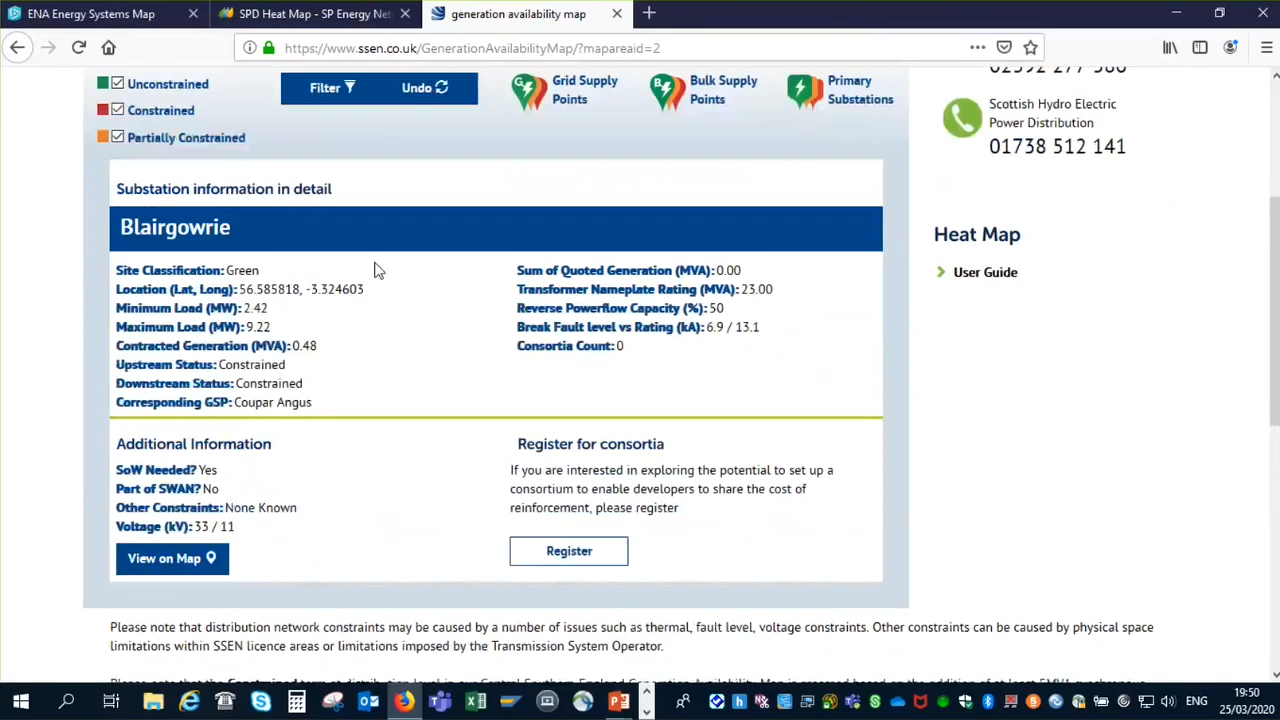 ENA Energy Systems Map
SPD Heat Map - SP Energy Net
generation availability map
https://www.ssen.co.uk/GenerationAvailabilityMap/?mapareaid=2
Unconstrained
Constrained
Partially Constrained
Filter
Undo
Grid Supply
Points
Bulk Supply
Points
Primary
Substations
Substation information in detail
Blairgowrie
Site Classification: Green
Location (Lat, Long): 56.585818, -3.324603
Minimum Load (MW): 2.42
Maximum Load (MW): 9.22
Contracted Generation (MVA): 0.48
Upstream Status: Constrained
Downstream Status: Constrained
Corresponding GSP: Coupar Angus
Sum of Quoted Generation (MVA): 0.00
Transformer Nameplate Rating (MVA): 23.00
Reverse Powerflow Capacity (%): 50
Break Fault level vs Rating (kA): 6.9 / 13.1
Consortia Count: 0
Additional Information
SoW Needed? Yes
Part of SWAN? No
Other Constraints: None Known
Voltage (kV): 33 / 11
View on Map
Register for consortia
If you are interested in exploring the potential to set up a
consortium to enable developers to share the cost of
reinforcement, please register
Register
Please note that distribution network constraints may be caused by a number of issues such as thermal, fault level, voltage constraints. Other constraints can be caused by physical space
limitations within SSEN licence areas or limitations imposed by the Transmission System Operator.
Scottish Hydro Electric
Power Distribution
01738 512 141
Heat Map
User Guide
ENG
19:50
25/03/2020